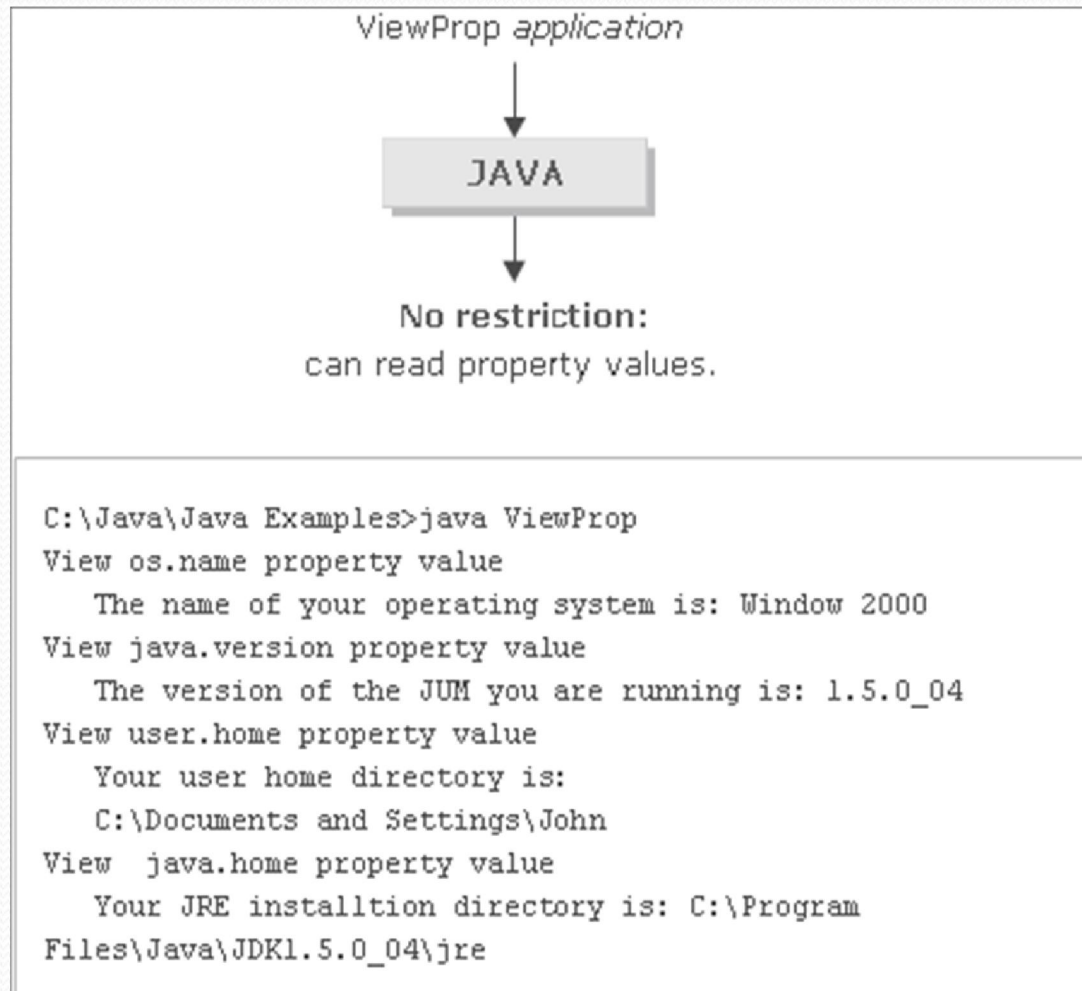 ViewProp application
JAVA
No restriction:
can read property values.
C:\Java\Java Examples>java ViewProp
View os.name property value
The name of your operating system is: Window 2000
View java.version property value
The version of the JUM you are running is: 1.5.0_04
View user.home property value
Your user home directory is:
C:\Documents and Settings\John
View  java.home property value
Your JRE installtion directory is: C:\Program
Files\Java\JDK1.5.0_04\jre